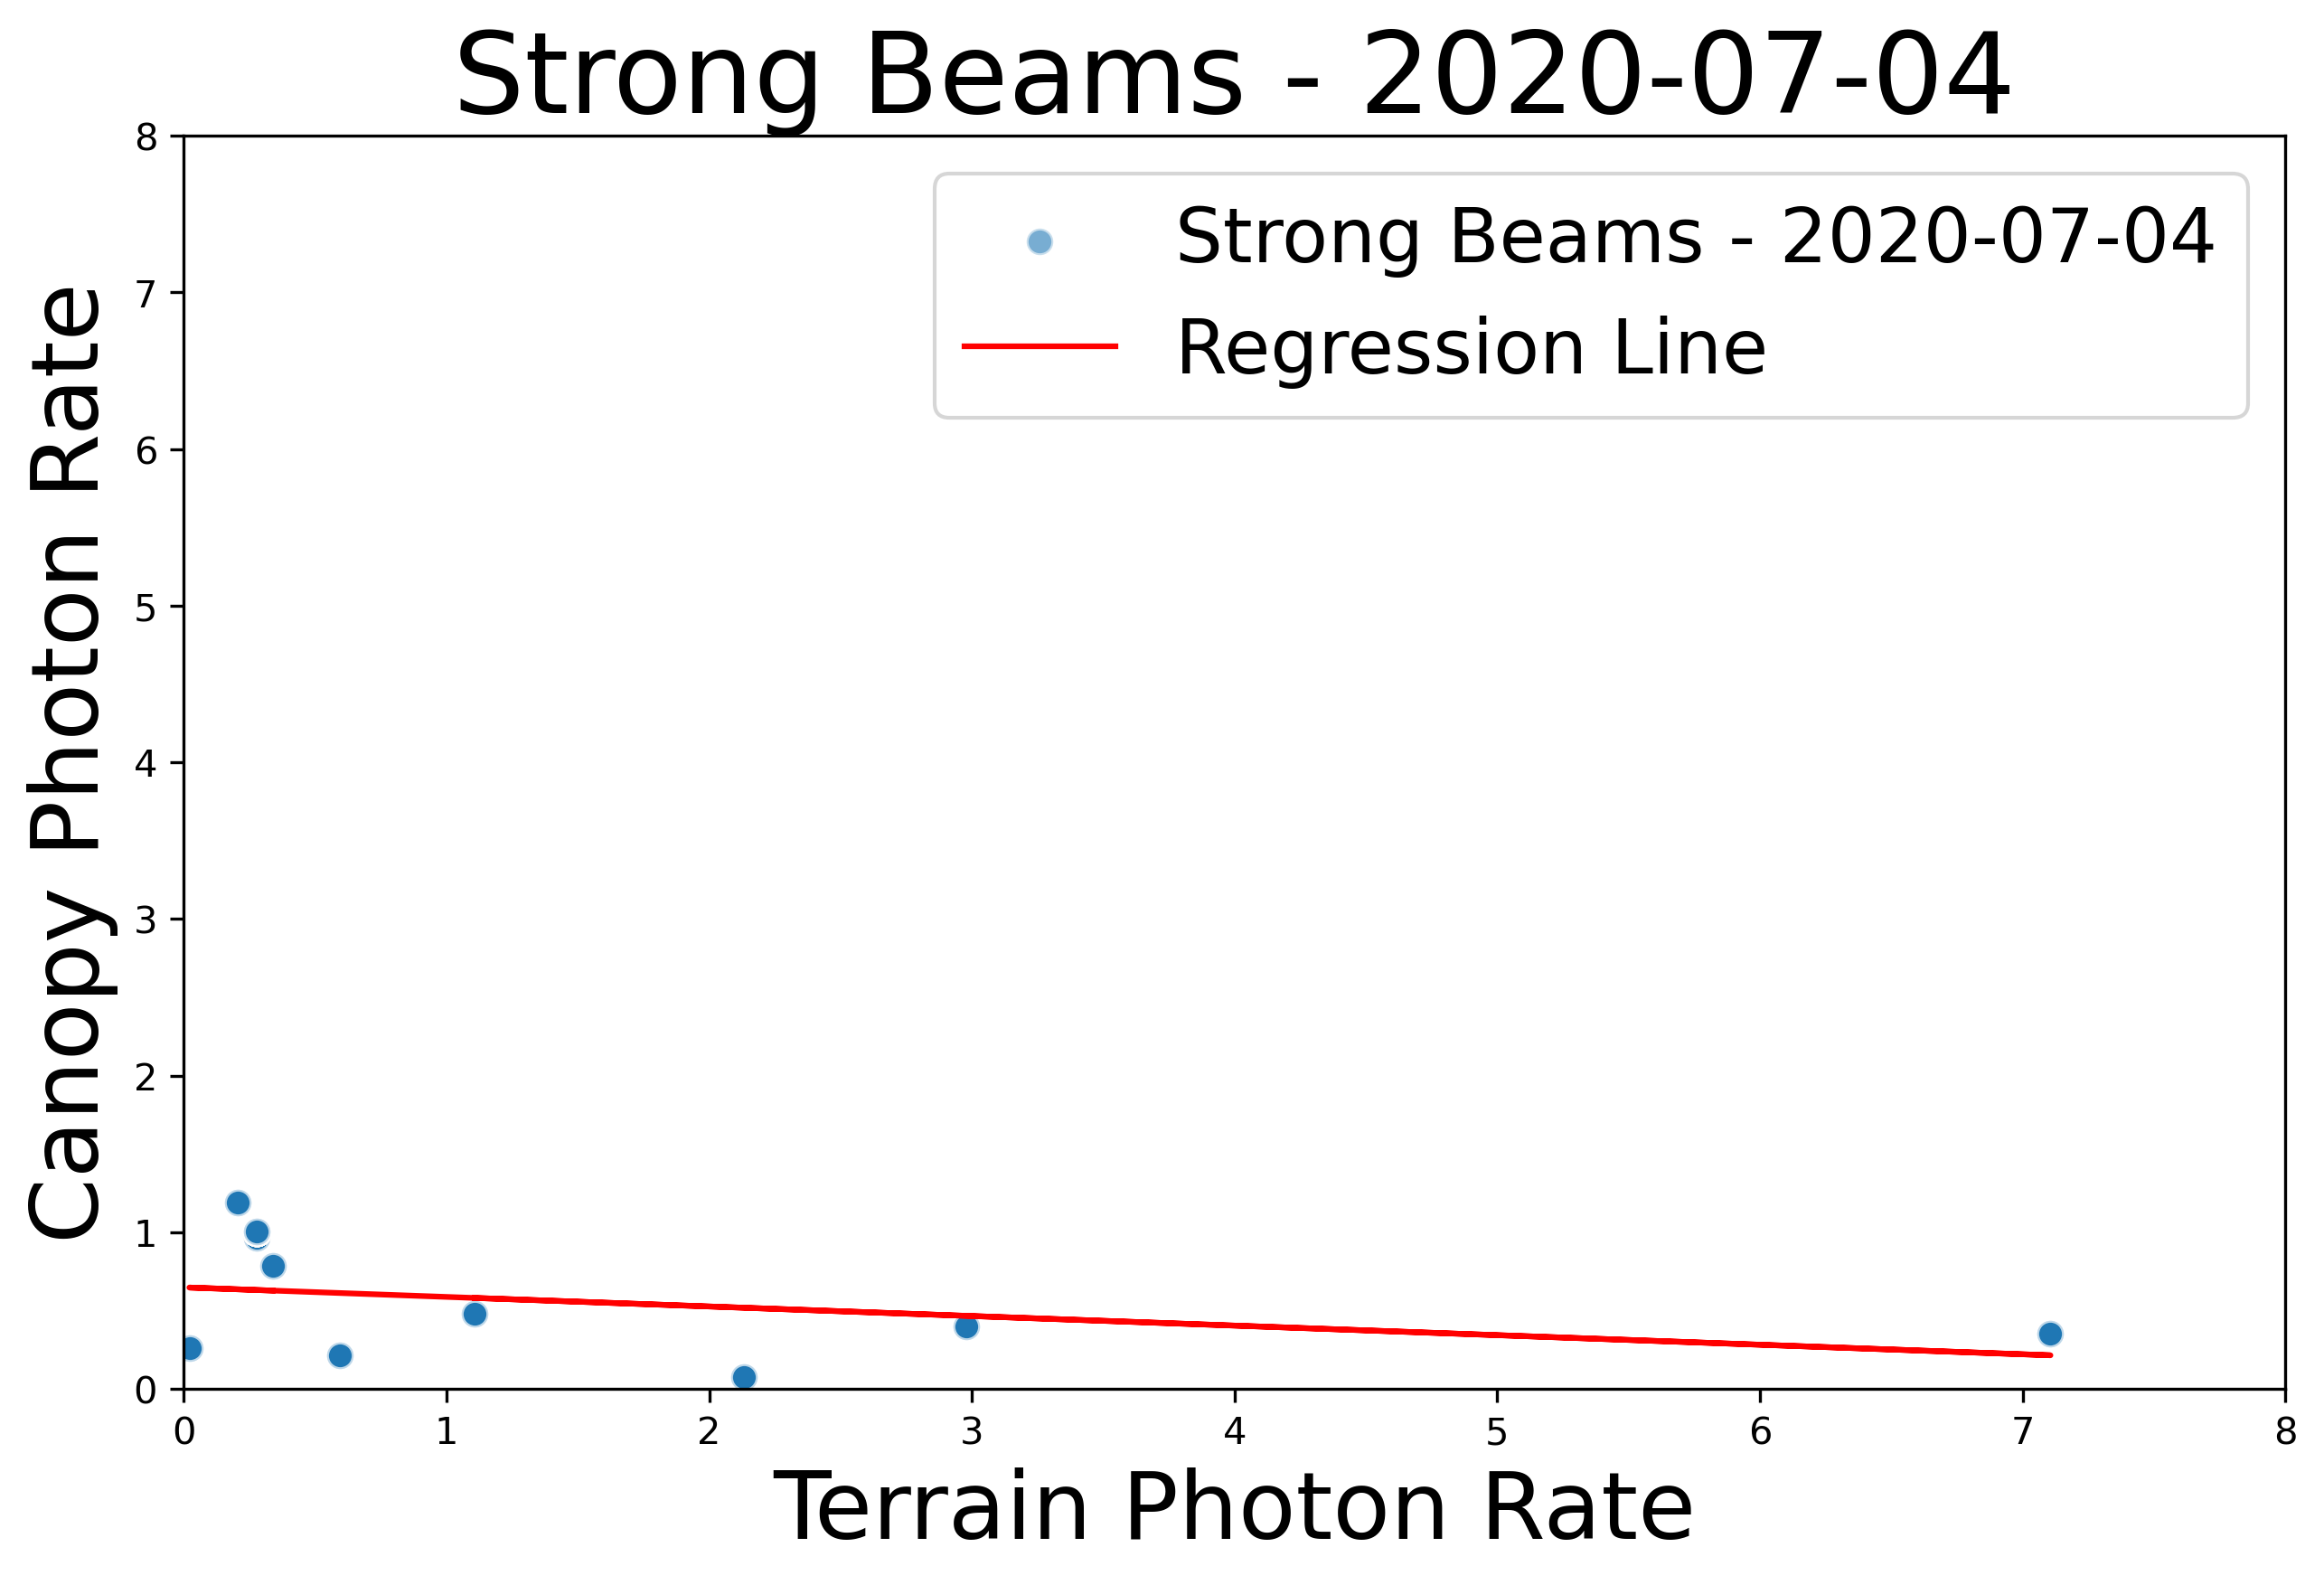 Strong Beams - 2020-07-04
Strong Beams - 2020-07-04
Regression Line
Canopy Photon Rate
8
7
6
5
4
3
2
1
0
0 1 2 3 4 5 6 7 8
Terrain Photon Rate